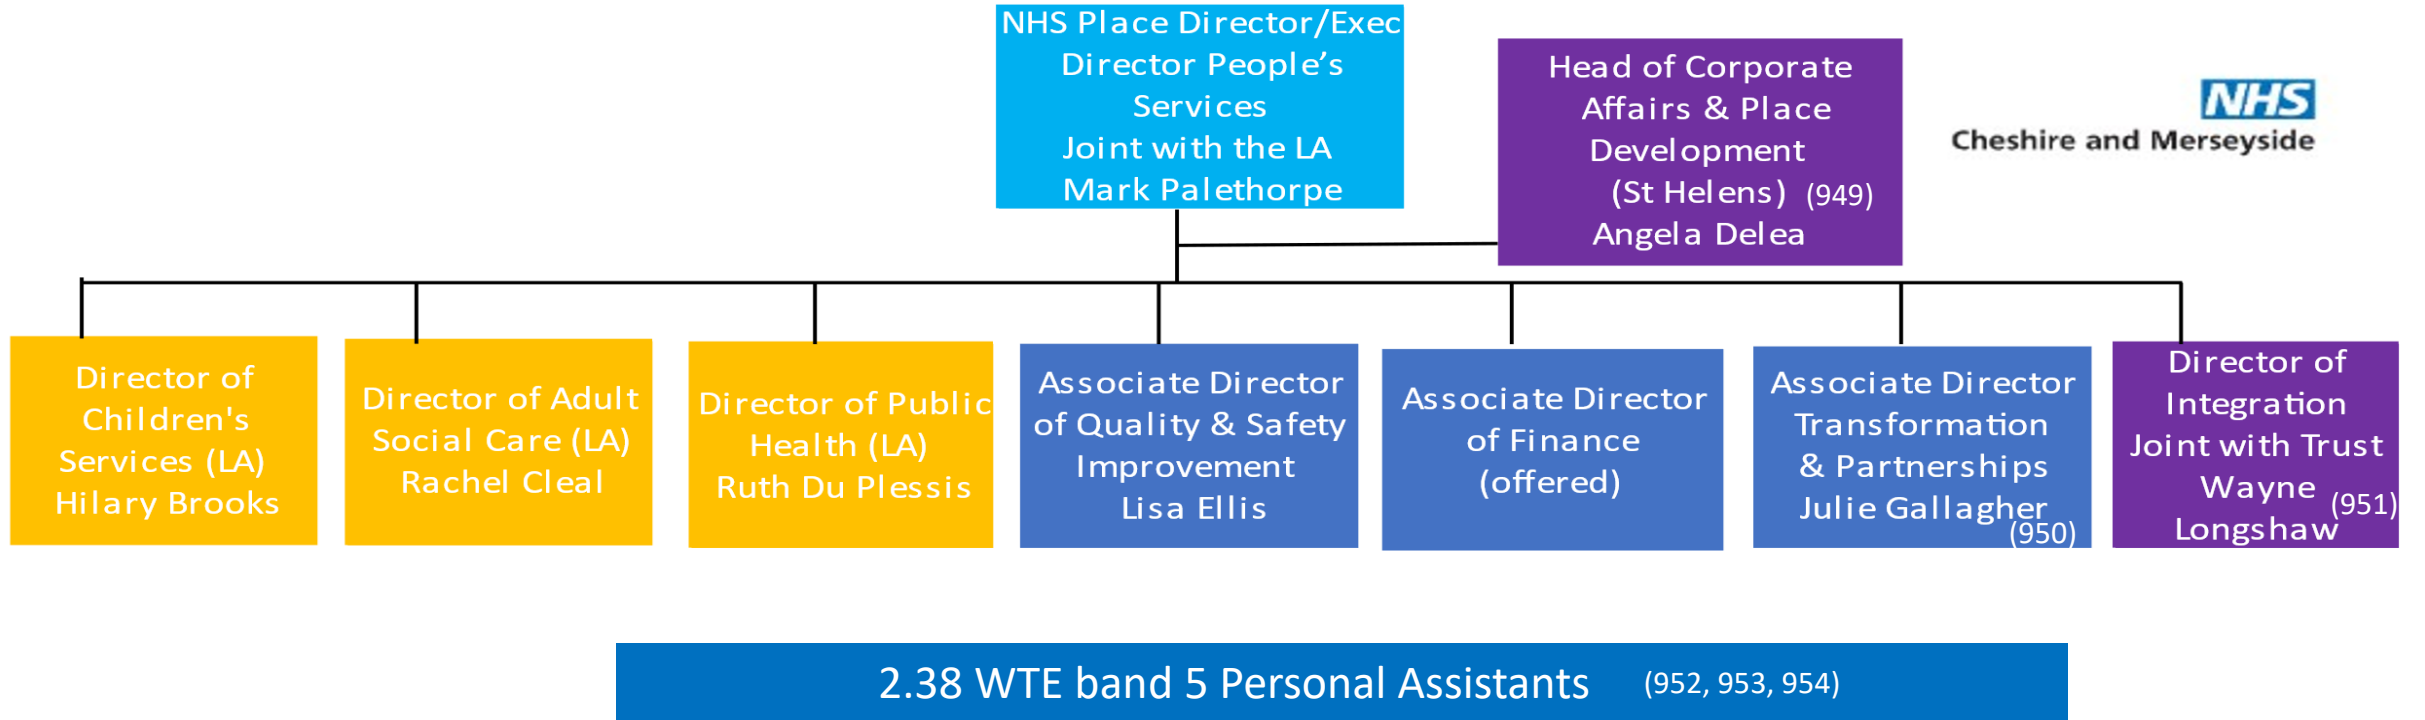 NHS Place Director/Exec
Director People’s
Services
Joint with the LA
Mark Palethorpe
Head of Corporate
Affairs & Place
Development
(St Helens) (949)
Angela Delea
NHS
Cheshire and Merseyside
Director of
Children's
Services (LA)
Hilary Brooks
Director of Adult
Social Care (LA)
Rachel Cleal
Director of Public
Health (LA)
Ruth Du Plessis
Associate Director
of Quality & Safety
Improvement
Lisa Ellis
Associate Director
of Finance
(offered)
Associate Director
Transformation
& Partnerships
Julie Gallagher
(950)
Director of
Integration
Joint with Trust
Wayne (951)
Longshaw
2.38 WTE band 5 Personal Assistants (952, 953, 954)